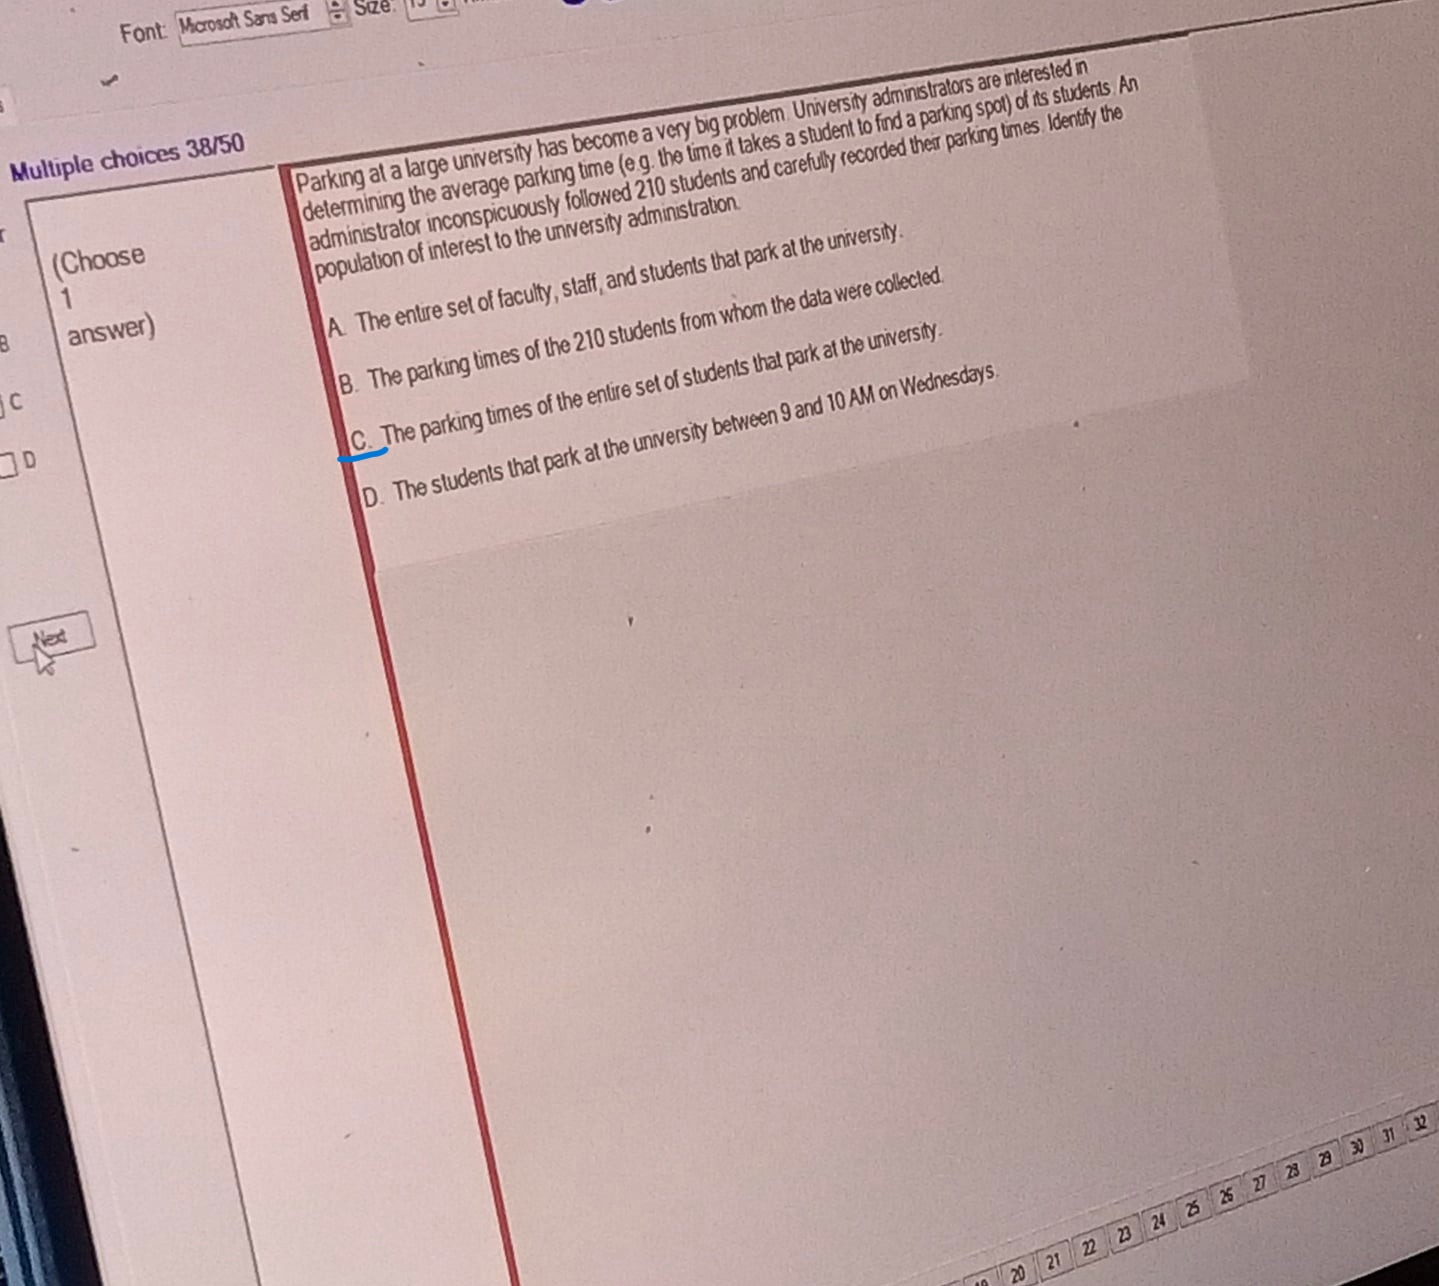 Font: Microsoft Sans Serif Size:
Multiple choices 38/50
(Choose
1
answer)
Parking at a large university has become a very big problem. University administrators are interested in
determining the average parking time (e.g. the time it takes a student to find a parking spot) of its students. An
administrator inconspicuously followed 210 students and carefully recorded their parking times. Identify the
population of interest to the university administration.
A. The entire set of faculty, staff, and students that park at the university.
B. The parking times of the 210 students from whom the data were collected.
C. The parking times of the entire set of students that park at the university.
D. The students that park at the university between 9 and 10 AM on Wednesdays.
B
C
D
Next
20 21 22 23 24 25 26 27 28 29 30 31 32